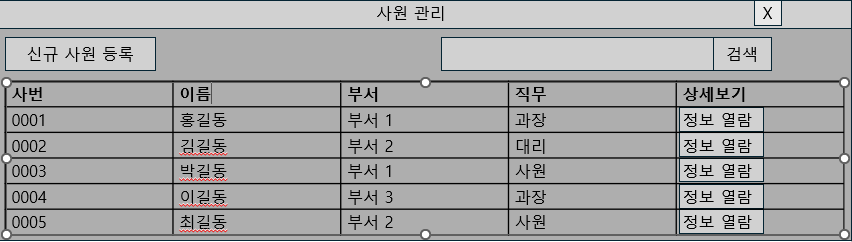 사원 관리 X
신규 사원 등록 검색
사번 이름 부서 직무 상세보기
0001 홍길동 부서 1 과장 정보 열람
0002 김길동 부서 2 대리 정보 열람
0003 박길동 부서 1 사원 정보 열람
0004 이길동 부서 3 과장 정보 열람
0005 최길동 부서 2 사원 정보 열람